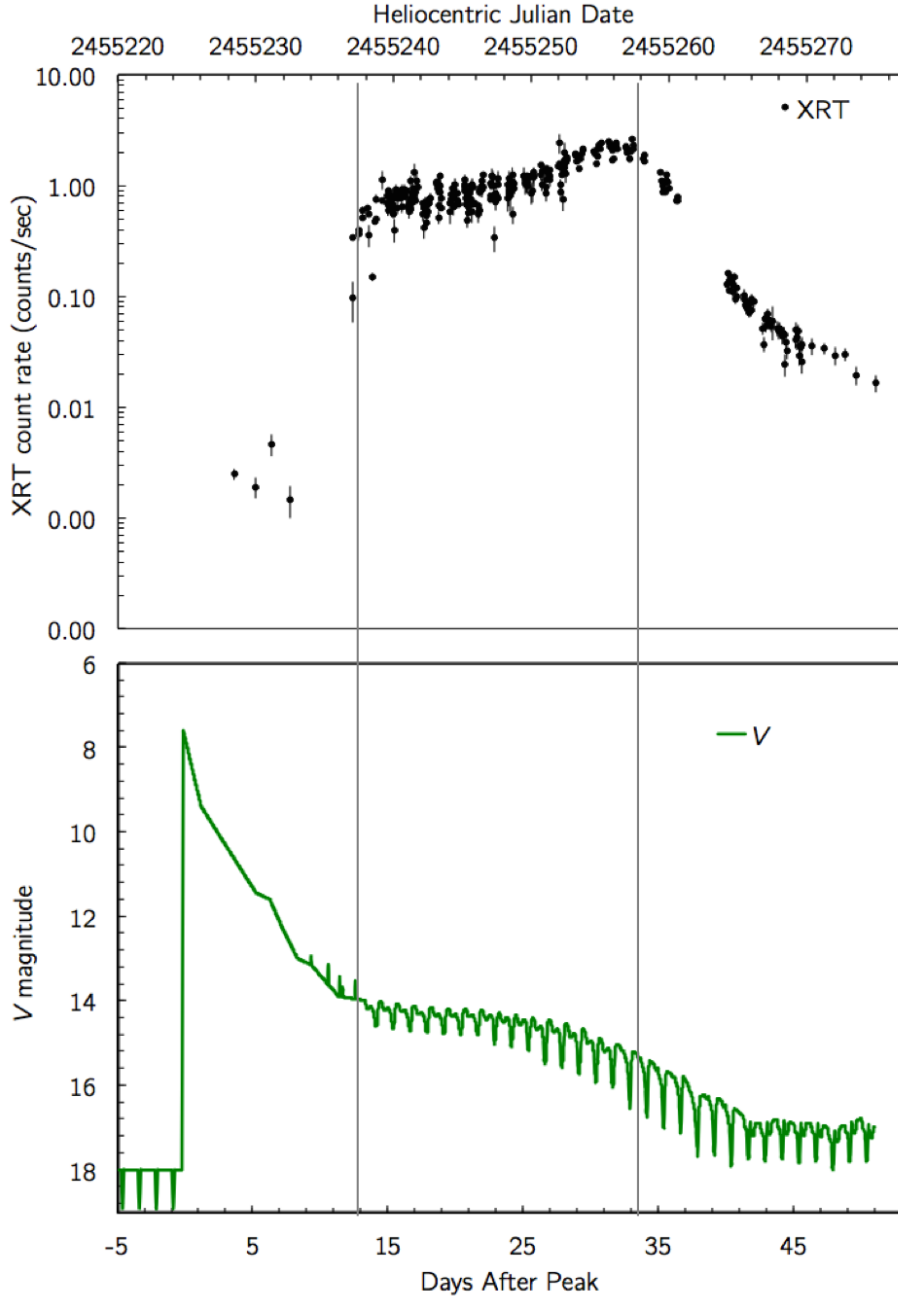 Heliocentric Julian Date
2455220 2455230 2455240 2455250 2455260 2455270
10.00
XRT
1.00
0.10
0.01
0.00
0.00
XRT count rate (counts/sec)
6
V
8
10
12
14
16
18
V magnitude
-5 5 15 25 35 45
Days After Peak